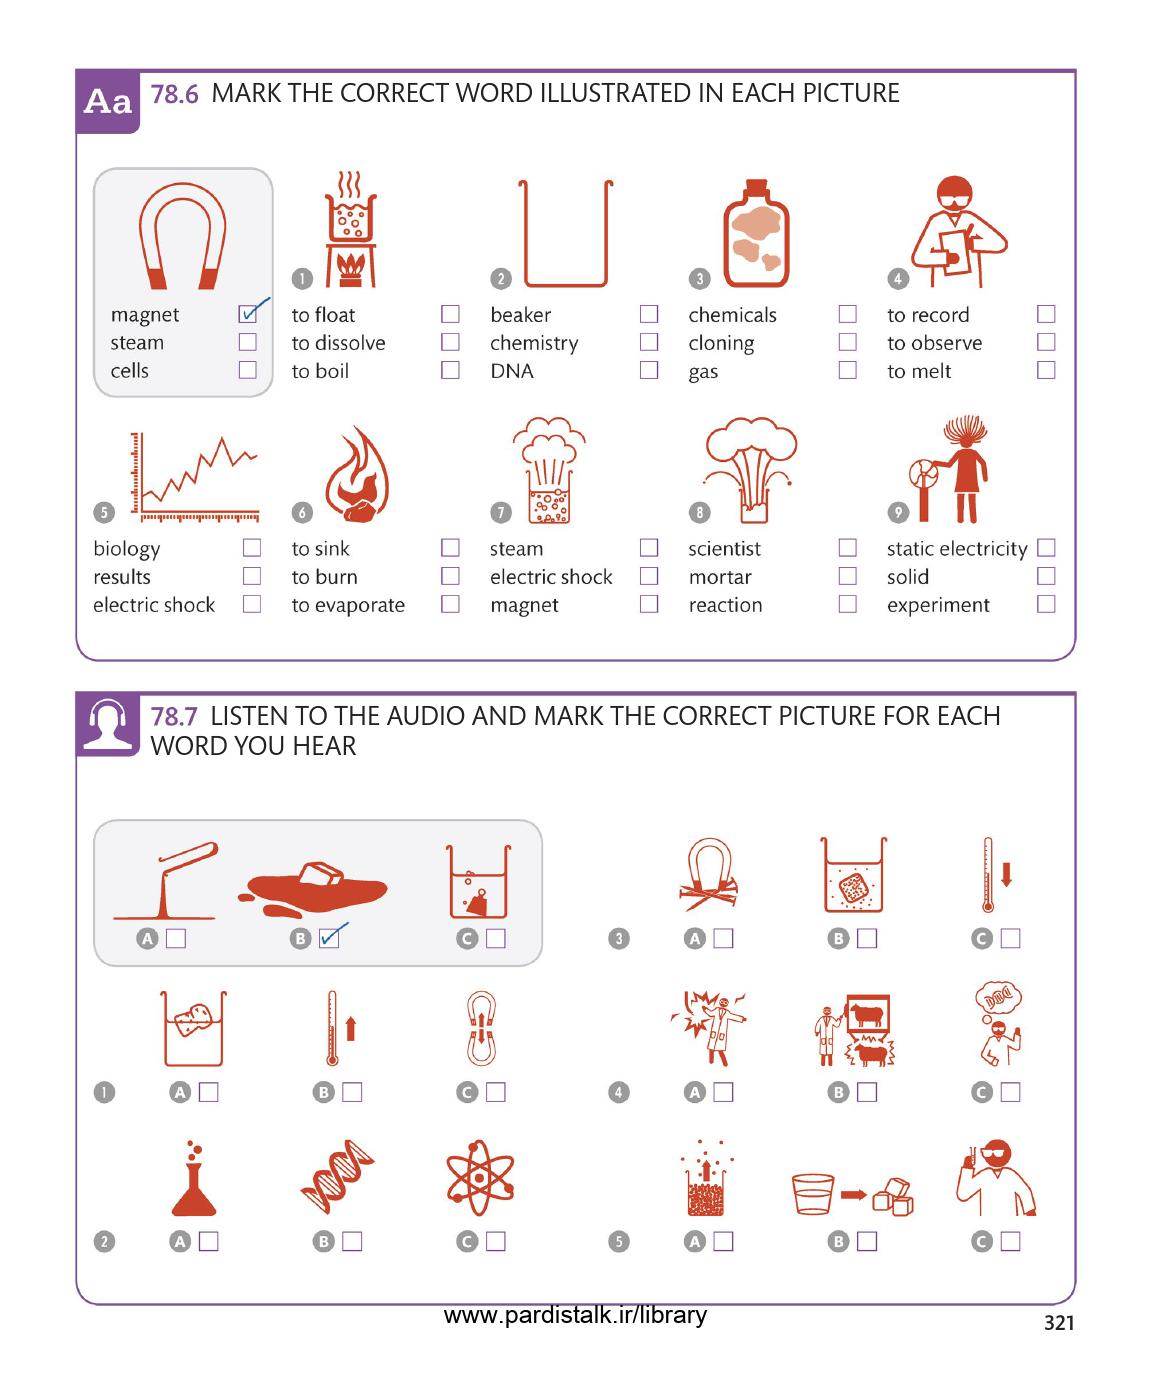 Aa 78.6 MARK THE CORRECT WORD ILLUSTRATED IN EACH PICTURE
magnet
steam
cells
1
to float
to dissolve
to boil
2
beaker
chemistry
DNA
3
chemicals
cloning
gas
4
to record
to observe
to melt
5
biology
results
electric shock
6
to sink
to burn
to evaporate
7
steam
electric shock
magnet
8
scientist
mortar
reaction
9
static electricity
solid
experiment
78.7 LISTEN TO THE AUDIO AND MARK THE CORRECT PICTURE FOR EACH
WORD YOU HEAR
A B C
1 A B C
2 A B C
3 A B C
4 A B C
5 A B C
www.pardistalk.ir/library
321